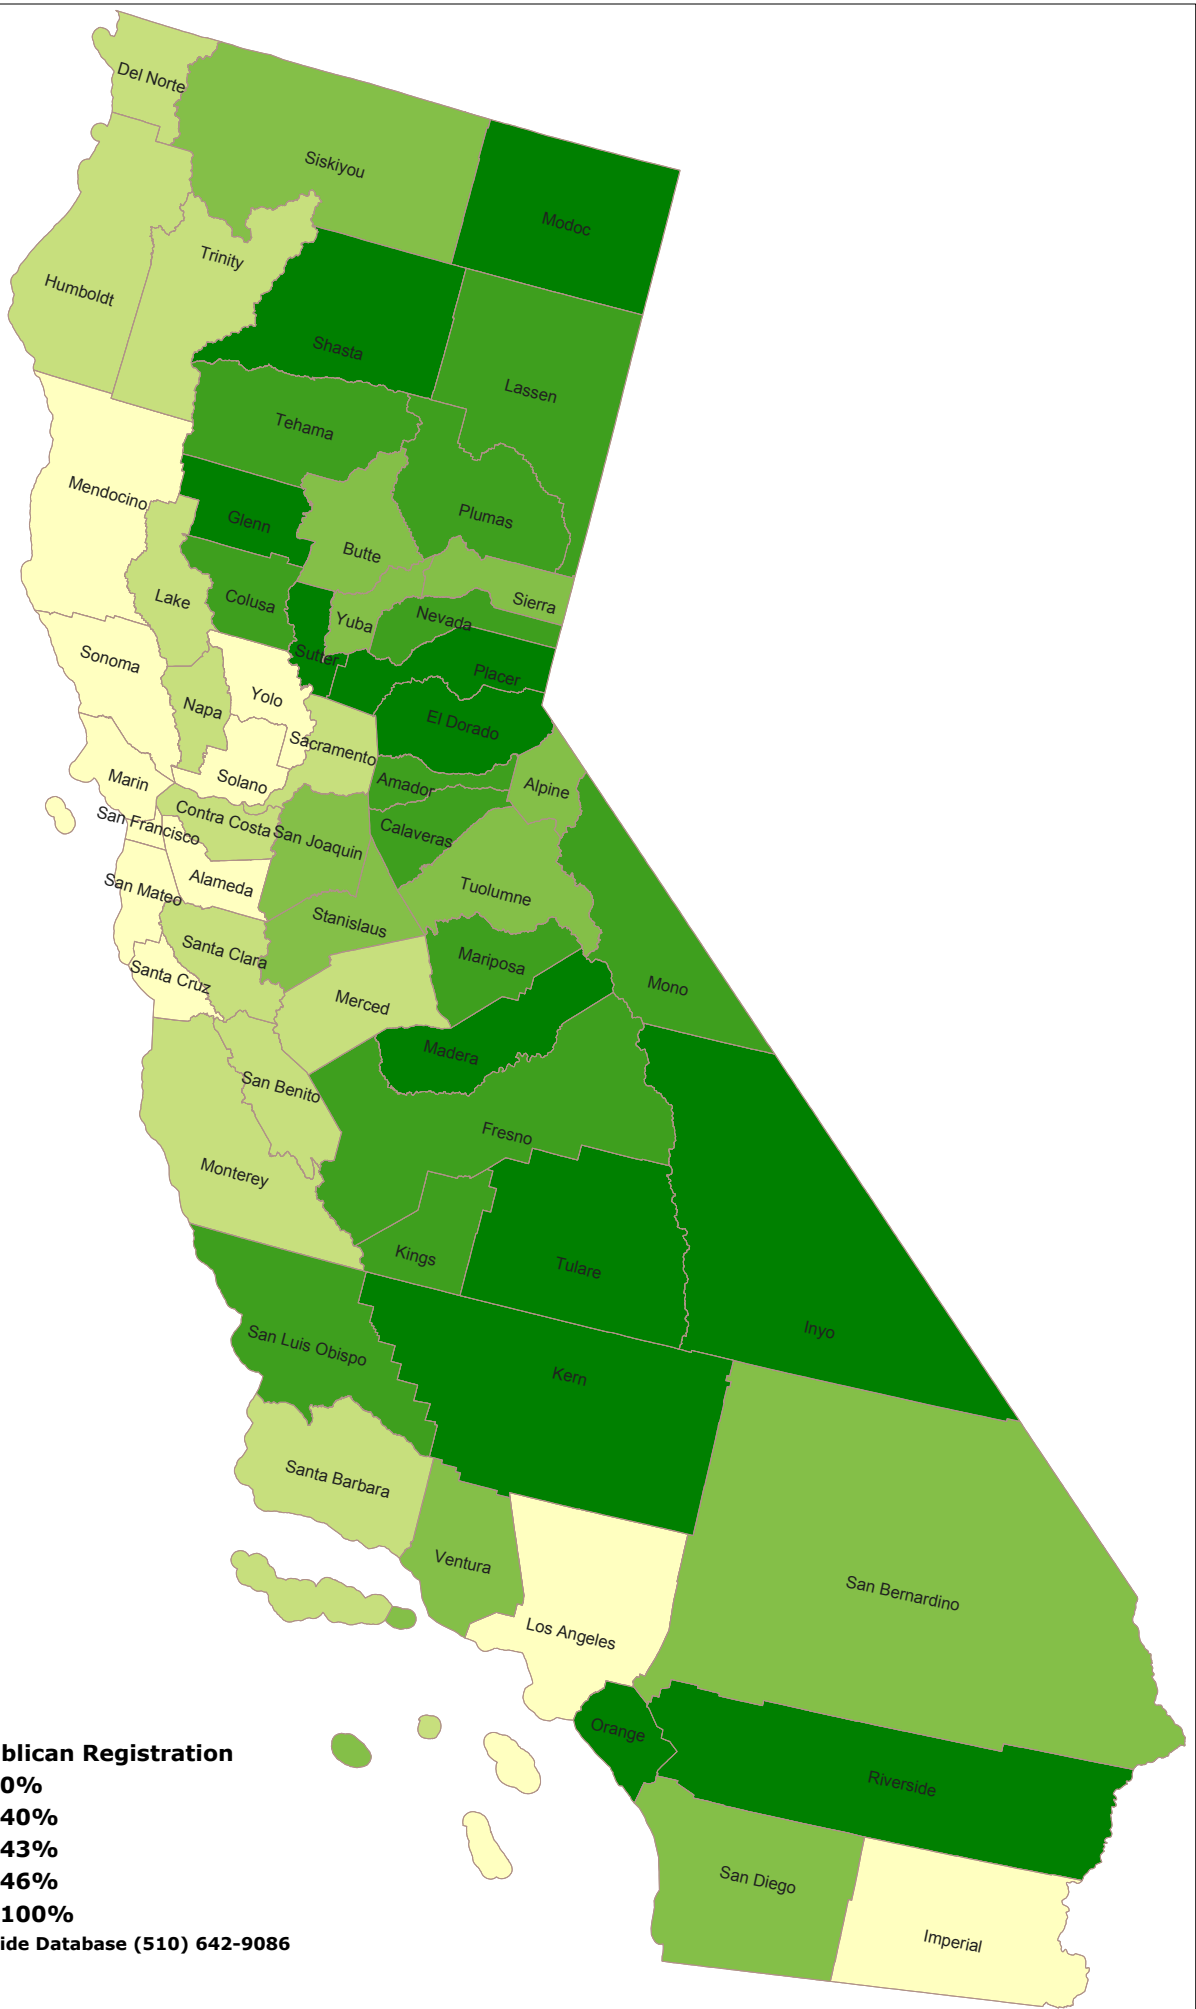 Del Norte
Siskiyou
Modoc
Trinity
Humboldt
Shasta
Lassen
Tehama
Mendocino
Plumas
Glenn
Butte
Lake
Colusa
Sierra
Yuba
Nevada
Sonoma
Sutter
Placer
Yolo
Napa
El Dorado
Sacramento
Marin
Solano
Amador
Alpine
Contra Costa
San Francisco
San Joaquin
Calaveras
Alameda
San Mateo
Tuolumne
Stanislaus
Santa Clara
Mariposa
Santa Cruz
Mono
Merced
Madera
San Benito
Fresno
Monterey
Kings
Tulare
Inyo
San Luis Obispo
Kern
Santa Barbara
Ventura
San Bernardino
Los Angeles
Orange
Riverside
San Diego
Imperial
blican Registration
0%
40%
43%
46%
100%
ide Database (510) 642-9086